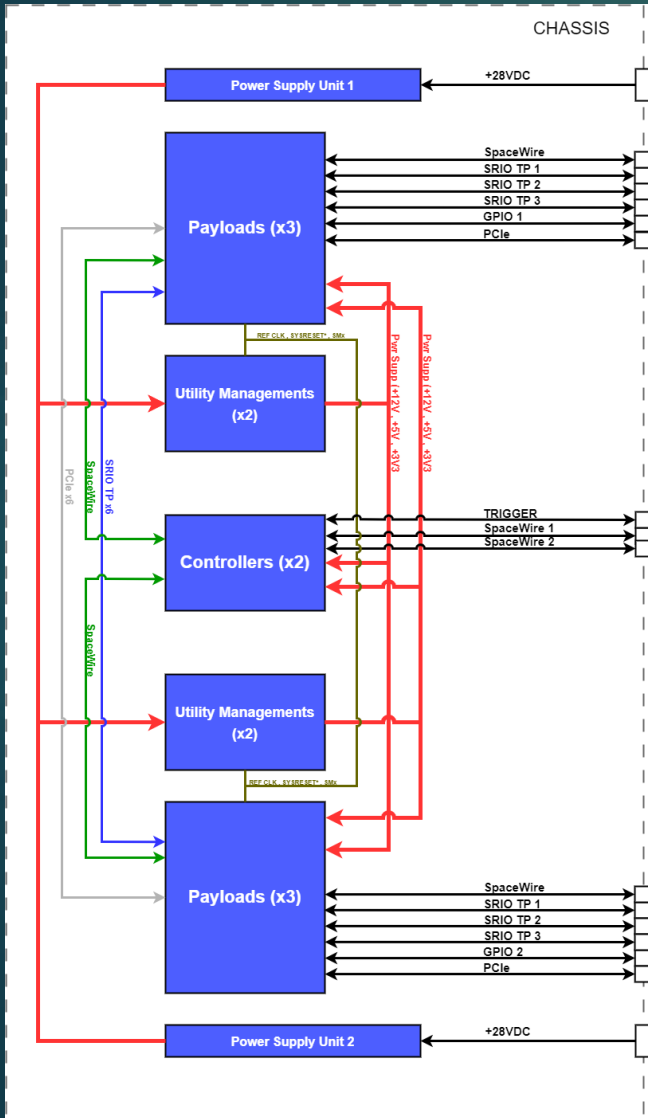 CHASSIS
Power Supply Unit 1
+28VDC
Payloads (x3)
SpaceWire
SRIO TP 1
SRIO TP 2
SRIO TP 3
GPIO 1
PCIe
REF CLK , SYSRESET* , SMx
Utility Managements
(x2)
Pwr Supp (+12V , +5V , +3V3
Pwr Supp (+12V , +5V , +3V3
PCIe x6
SpaceWire
SRIO TP x6
Controllers (x2)
TRIGGER
SpaceWire 1
SpaceWire 2
SpaceWire
Utility Managements
(x2)
REF CLK , SYSRESET* , SMx
Payloads (x3)
SpaceWire
SRIO TP 1
SRIO TP 2
SRIO TP 3
GPIO 2
PCIe
Power Supply Unit 2
+28VDC